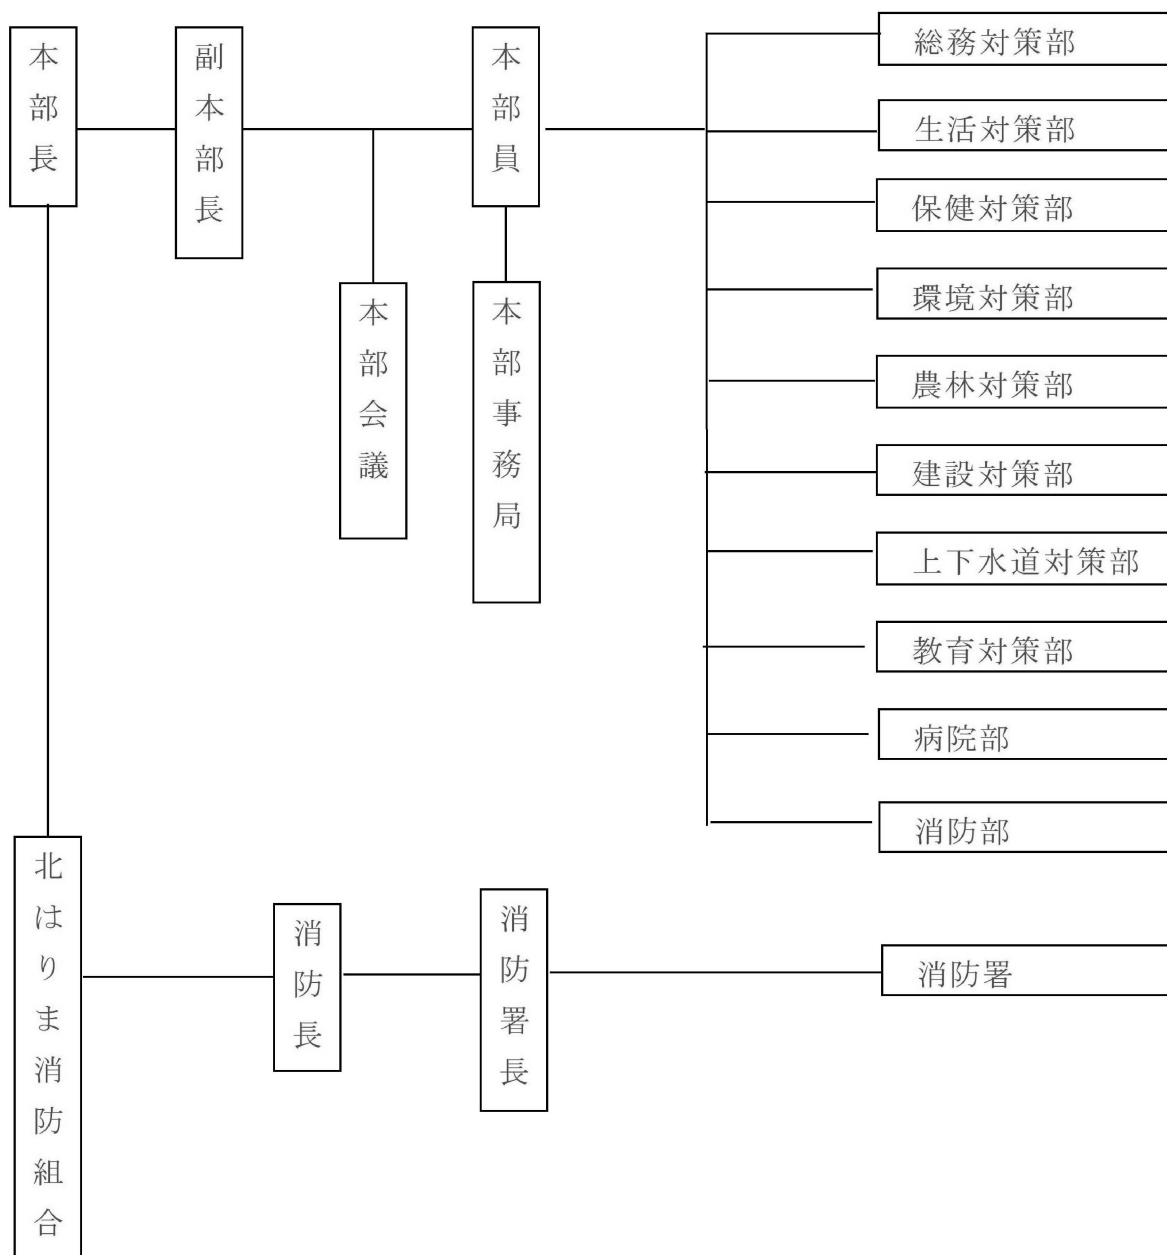 本部長
副本部長
本部員
本部会議
本部事務局
総務対策部
生活対策部
保健対策部
環境対策部
農林対策部
建設対策部
上下水道対策部
教育対策部
病院部
消防部
北はりま消防組合
消防長
消防署長
消防署